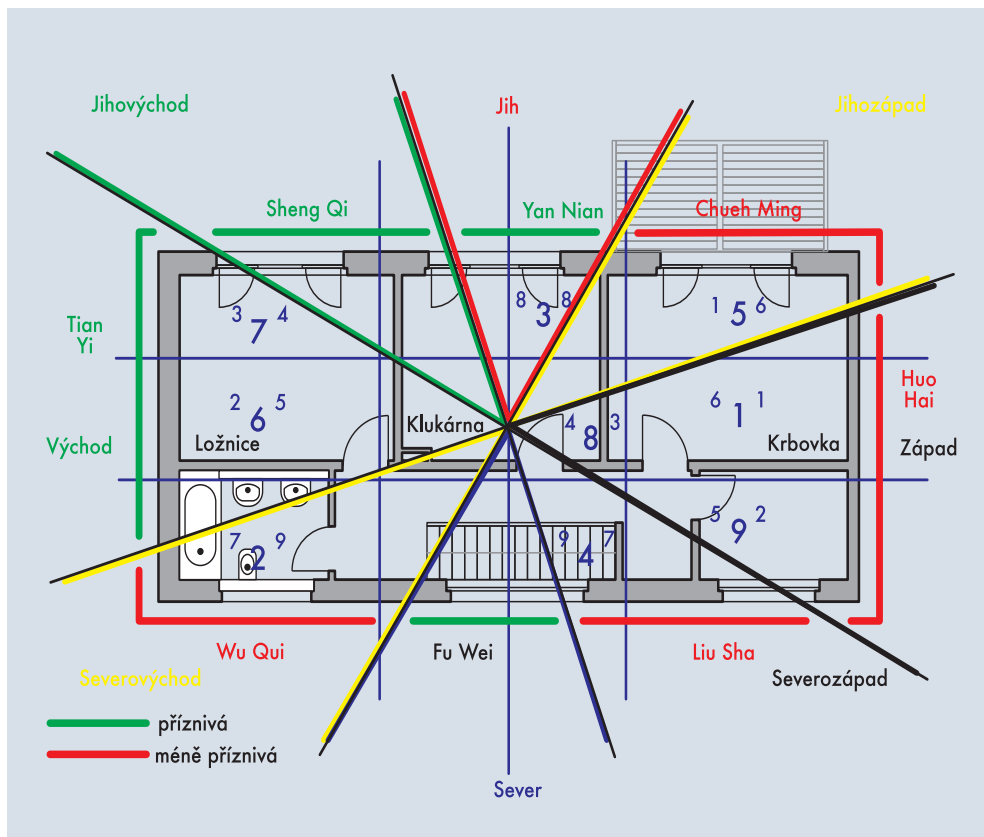 Jihovýchod
Jih
Jihozápad
Sheng Qi
Yan Nian
Chueh Ming
3 7 4
8 3 8
1 5 6
Tian
Yi
Huo
Hai
2 6 5
6 1 1
Východ
Ložnice
Klukárna
4 8 3
Krbovka
Západ
7 2 9
9 4 7
5 9 2
Wu Qui
Fu Wei
Liu Sha
Severovýchod
Severozápad
příznivá
méně příznivá
Sever